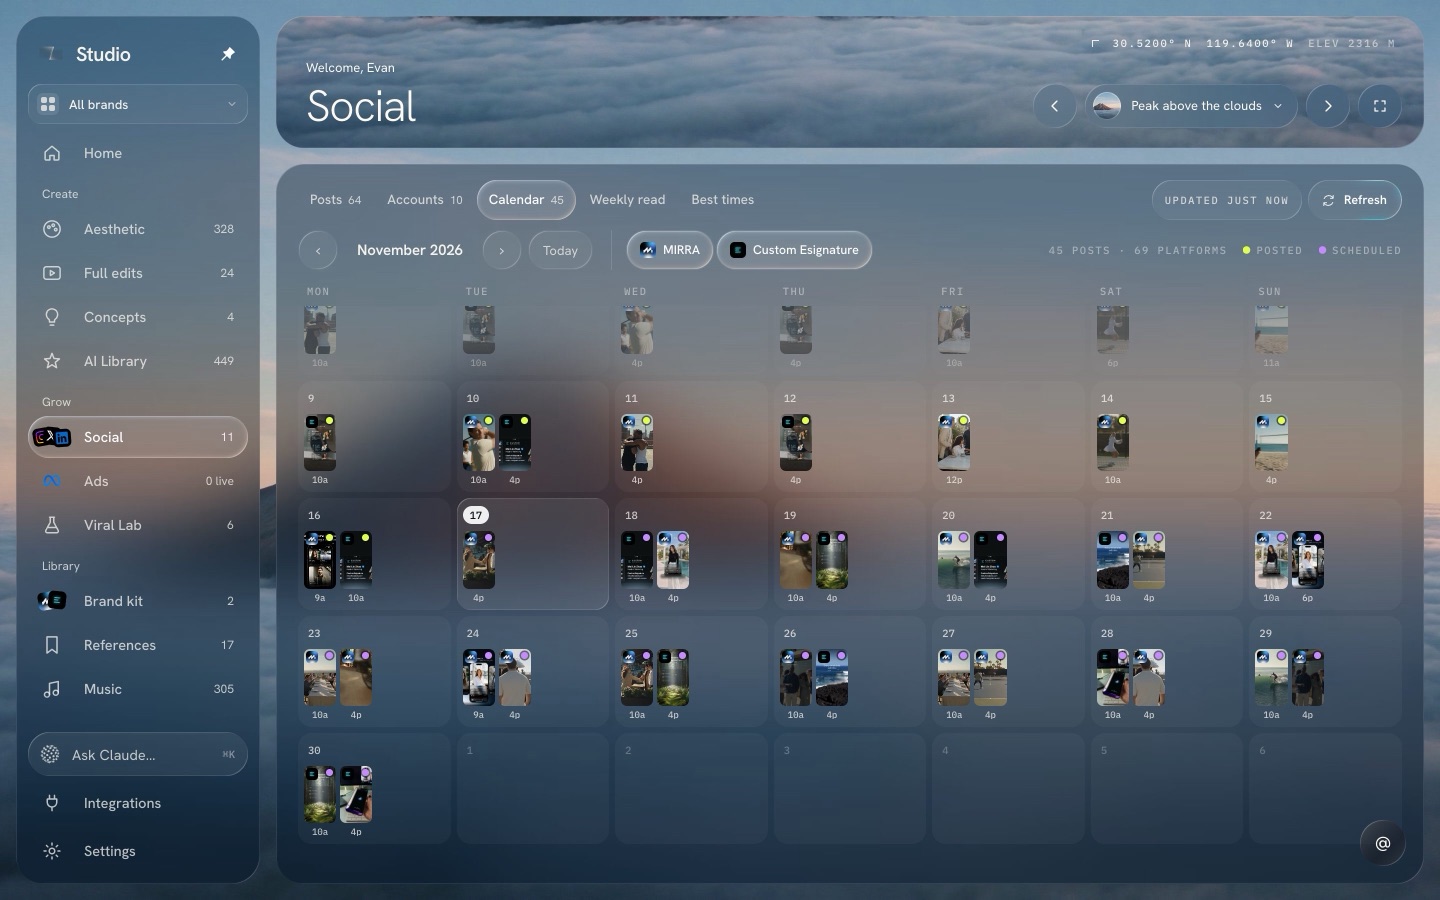 Studio
All brands
Home
Create
Aesthetic 328
Full edits 24
Concepts 4
AI Library 449
Grow
Social 11
Ads 0 live
Viral Lab 6
Library
Brand kit 2
References 17
Music 305
Ask Claude... ⌘K
Integrations
Settings
30.5200° N 119.6400° W ELEV 2316 M
Welcome, Evan
Social
Peak above the clouds
Posts 64 Accounts 10 Calendar 45 Weekly read Best times
UPDATED JUST NOW Refresh
November 2026 Today MIRRA Custom Esignature
45 POSTS · 69 PLATFORMS POSTED SCHEDULED
MON TUE WED THU FRI SAT SUN
10a 10a 4p 4p 10a 6p 11a
9 10 11 12 13 14 15
10a 10a 4p 4p 4p 12p 10a 4p
16 17 18 19 20 21 22
9a 10a 4p 10a 4p 10a 4p 10a 4p 10a 4p 10a 6p
23 24 25 26 27 28 29
10a 4p 9a 4p 10a 4p 10a 4p 10a 4p 10a 4p 10a 4p
30 1 2 3 4 5 6
10a 4p
@